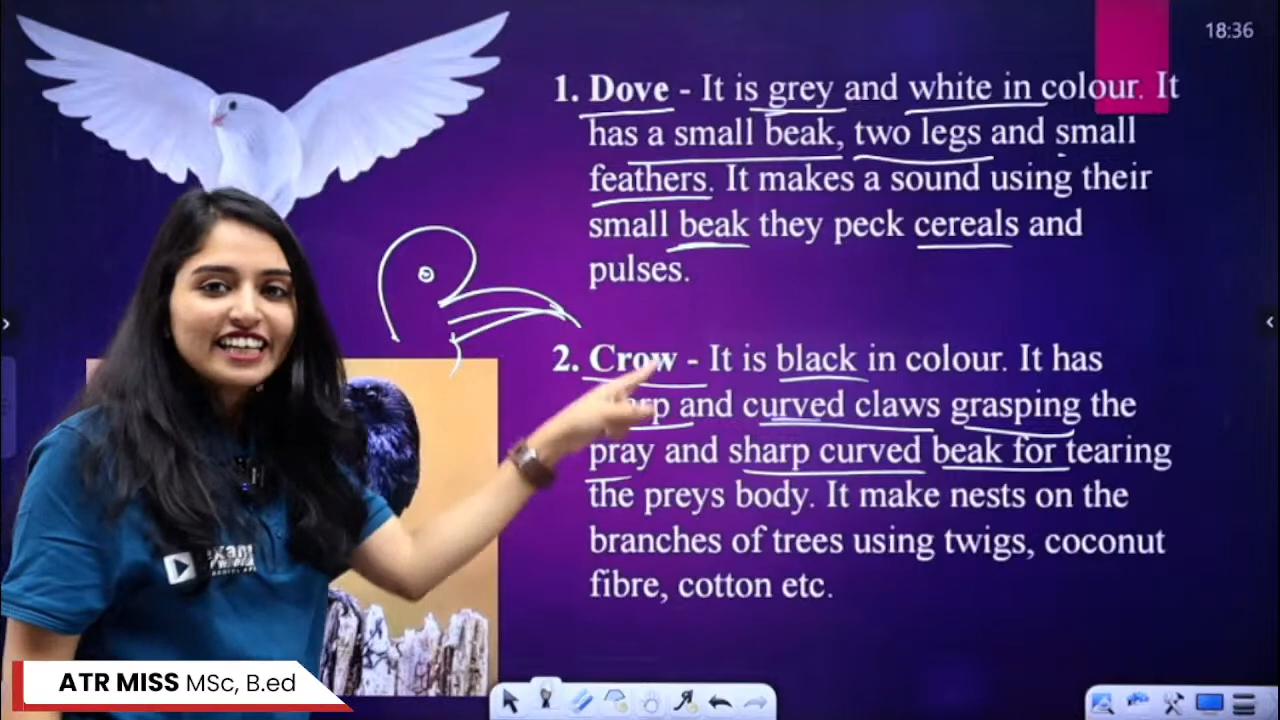 18:36
1. Dove - It is grey and white in colour. It
has a small beak, two legs and small
feathers. It makes a sound using their
small beak they peck cereals and
pulses.
2. Crow - It is black in colour. It has
and curved claws grasping the
pray and sharp curved beak for tearing
the preys body. It make nests on the
branches of trees using twigs, coconut
fibre, cotton etc.
ATR MISS MSc, B.ed